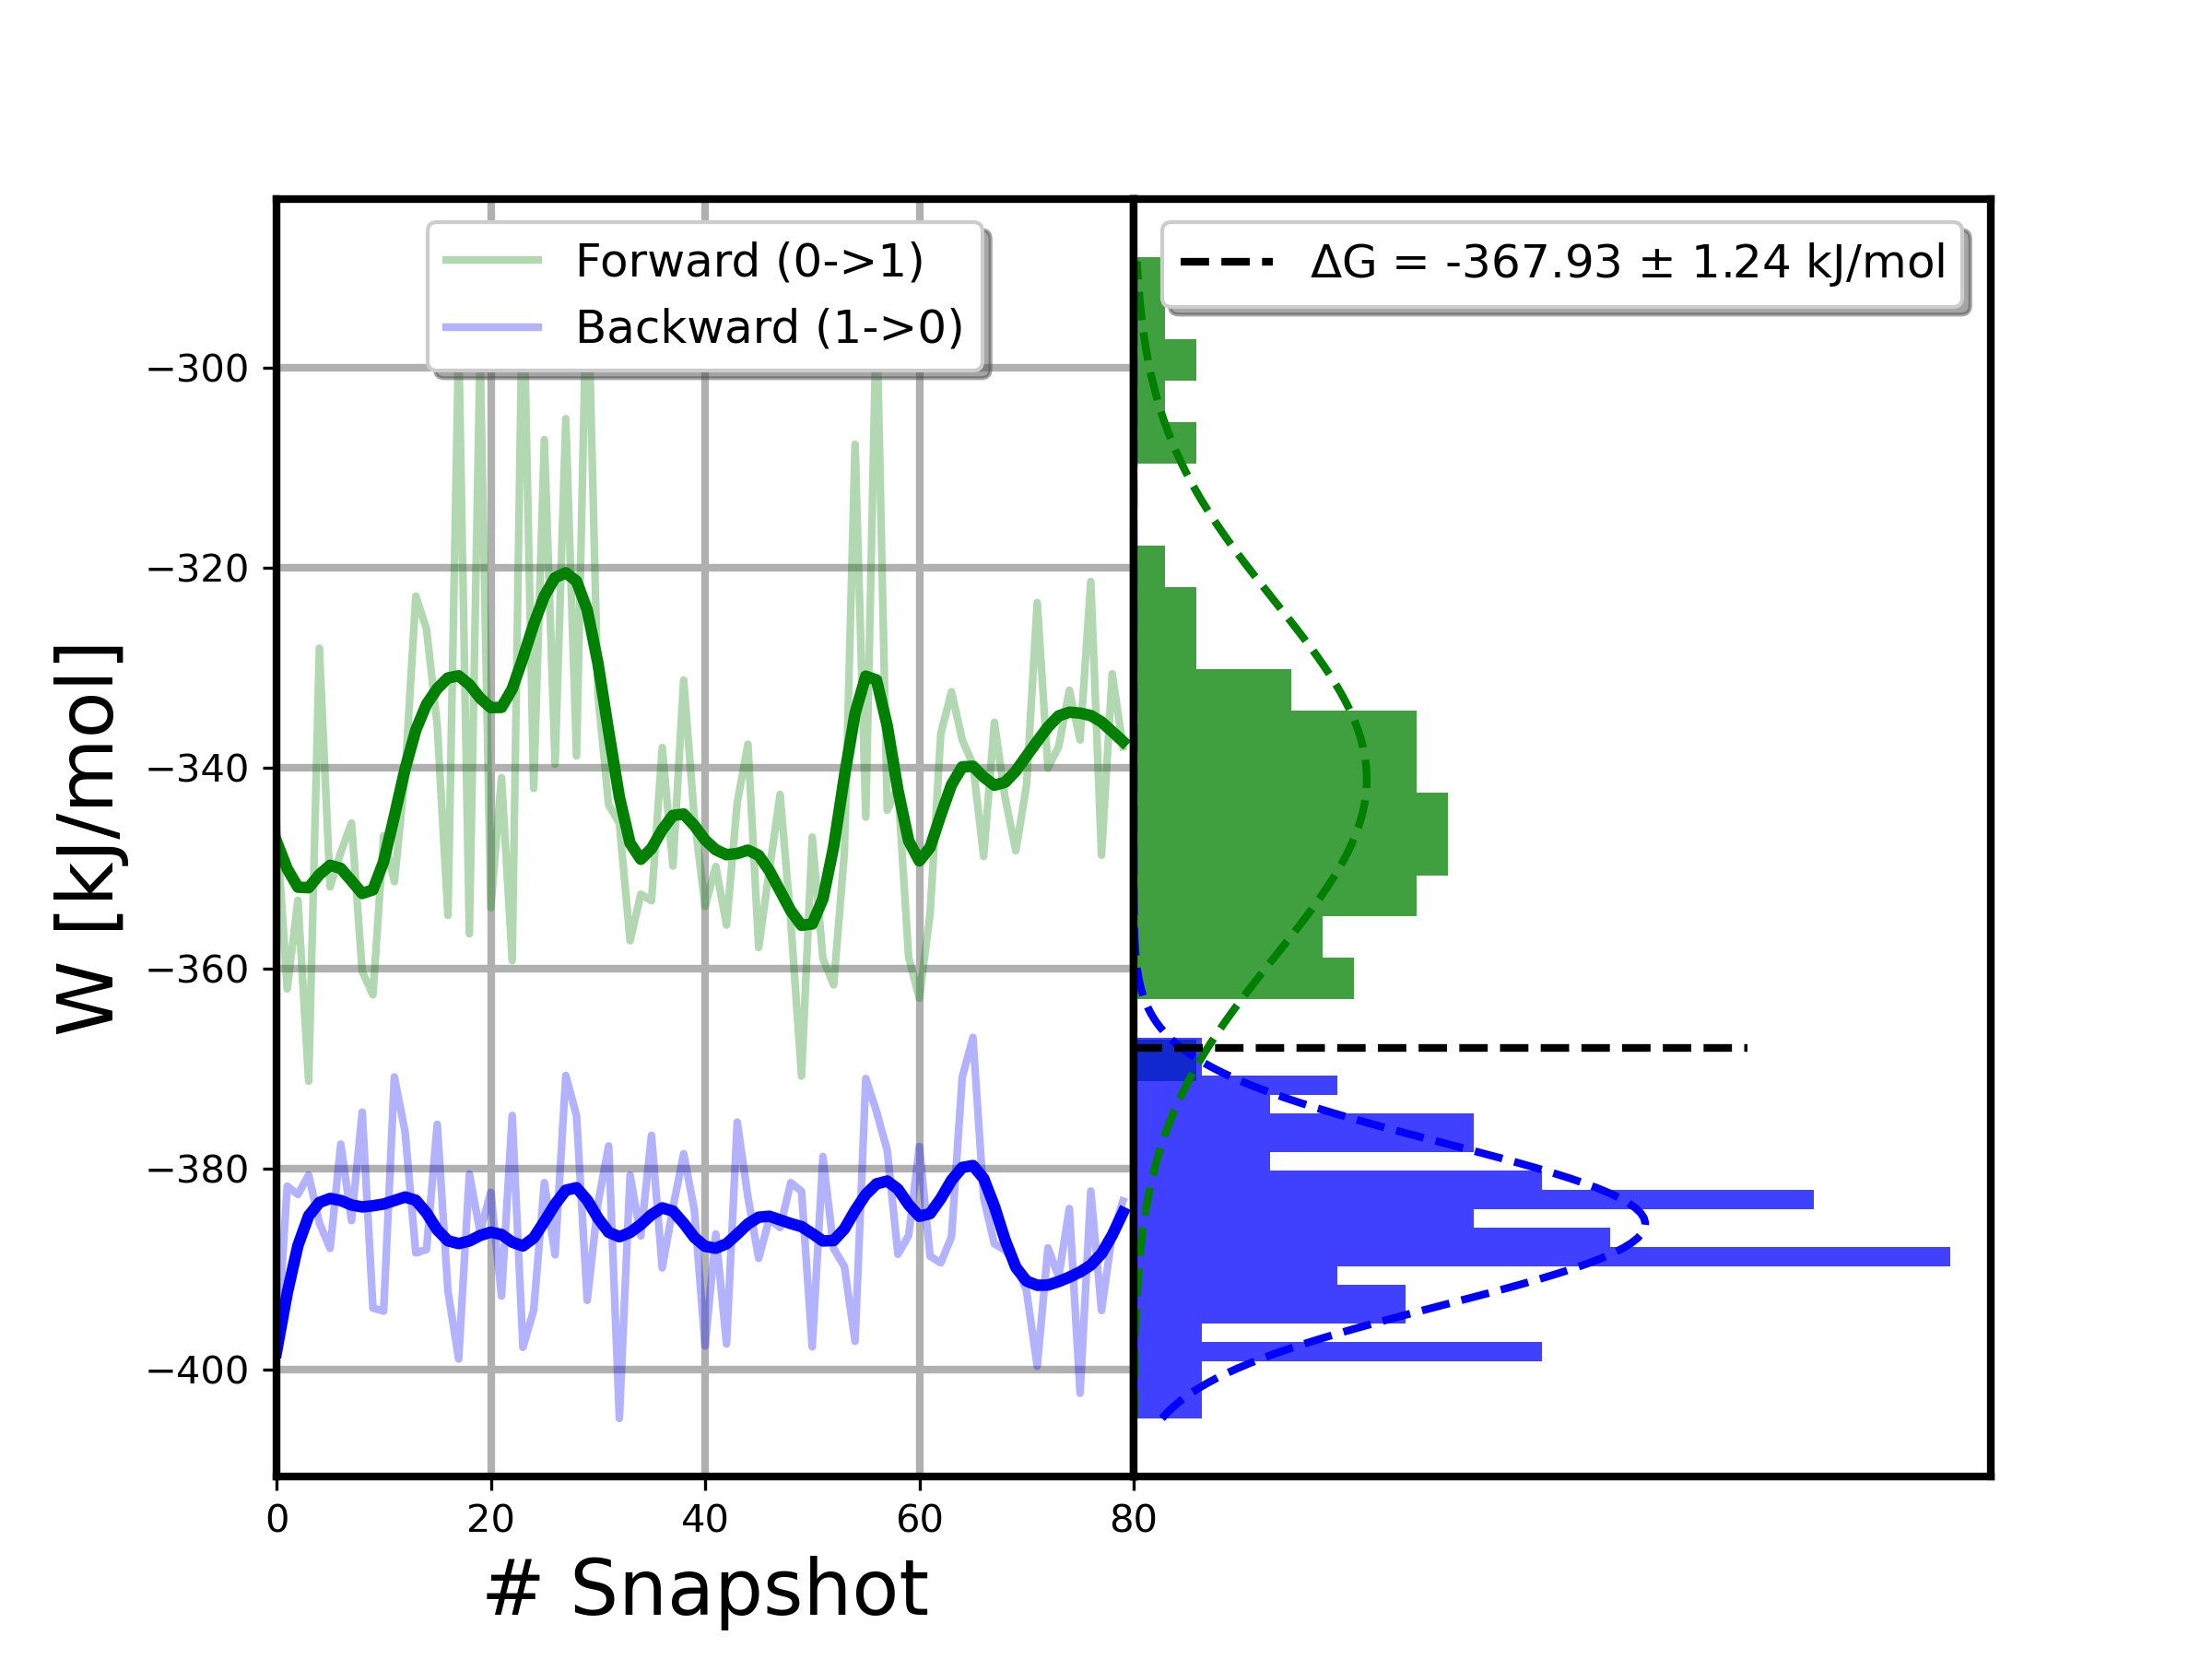 Forward (0->1)
Backward (1->0)
ΔG = -367.93 ± 1.24 kJ/mol
−300
−320
−340
−360
−380
−400
W [kJ/mol]
0 20 40 60 80
# Snapshot